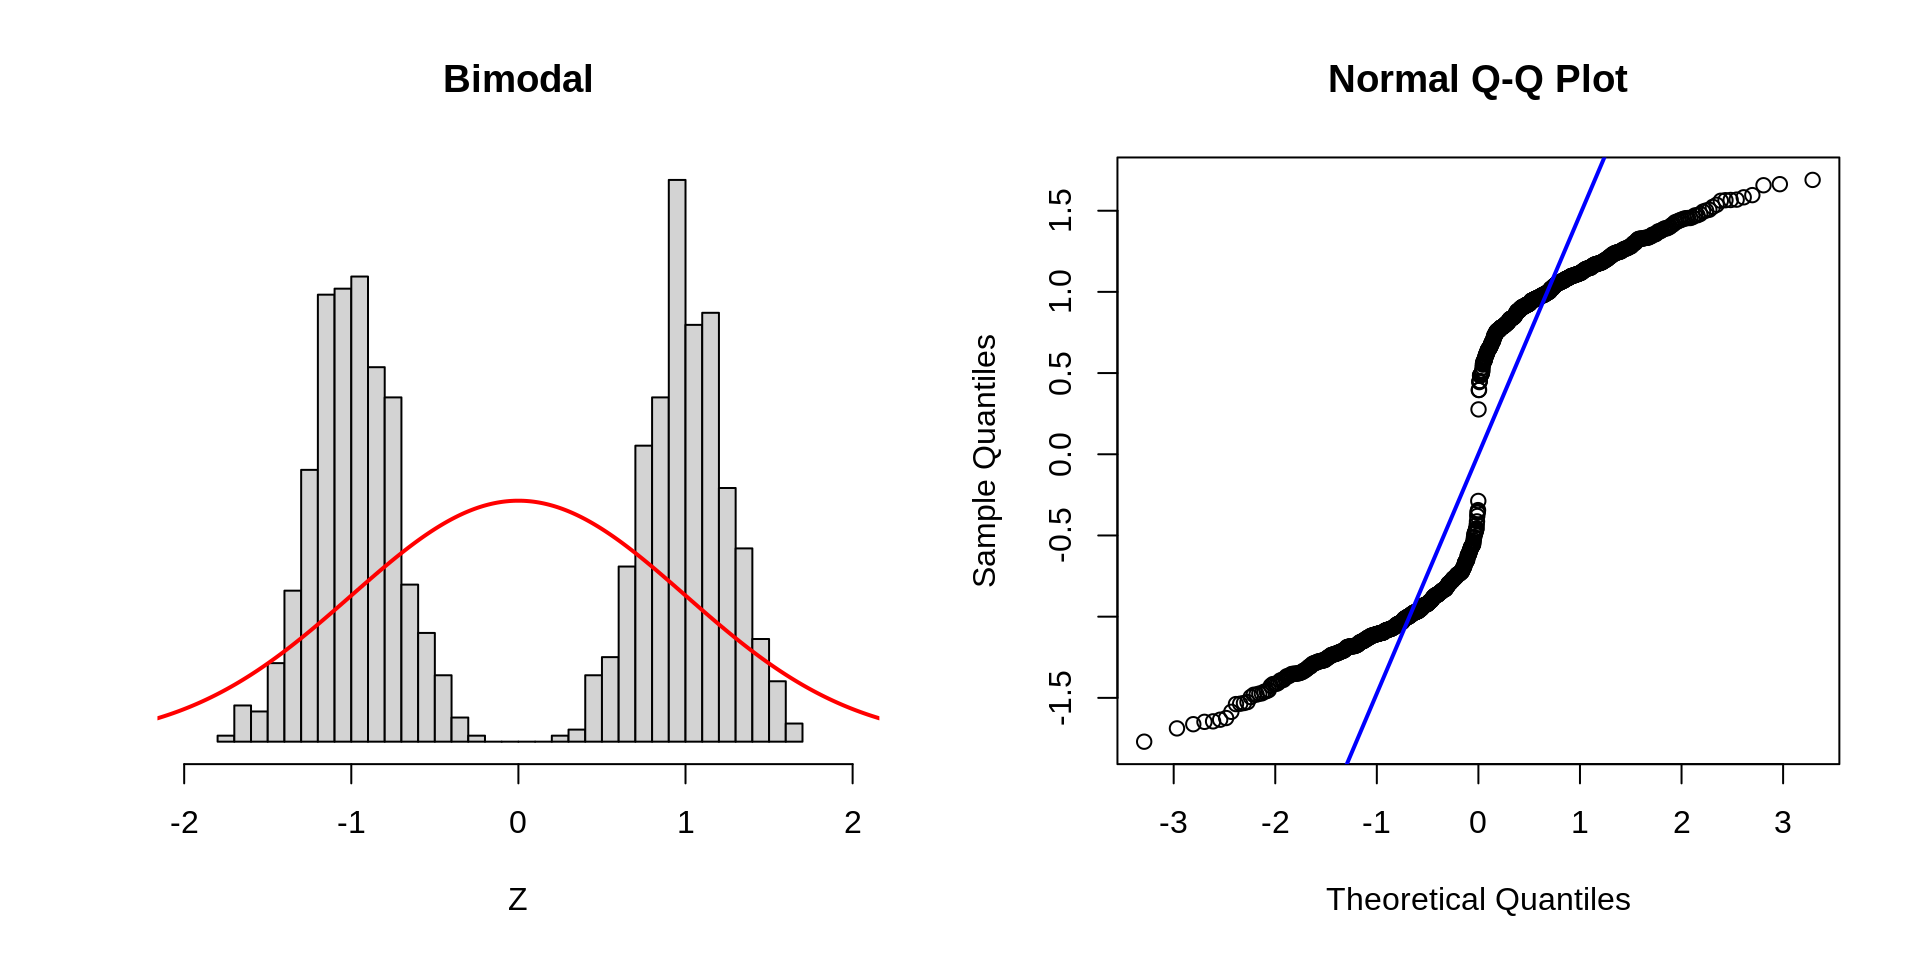 Bimodal
-2 -1 0 1 2
Z
Normal Q-Q Plot
Sample Quantiles
-1.5 -0.5 0.0 0.5 1.0 1.5
-3 -2 -1 0 1 2 3
Theoretical Quantiles